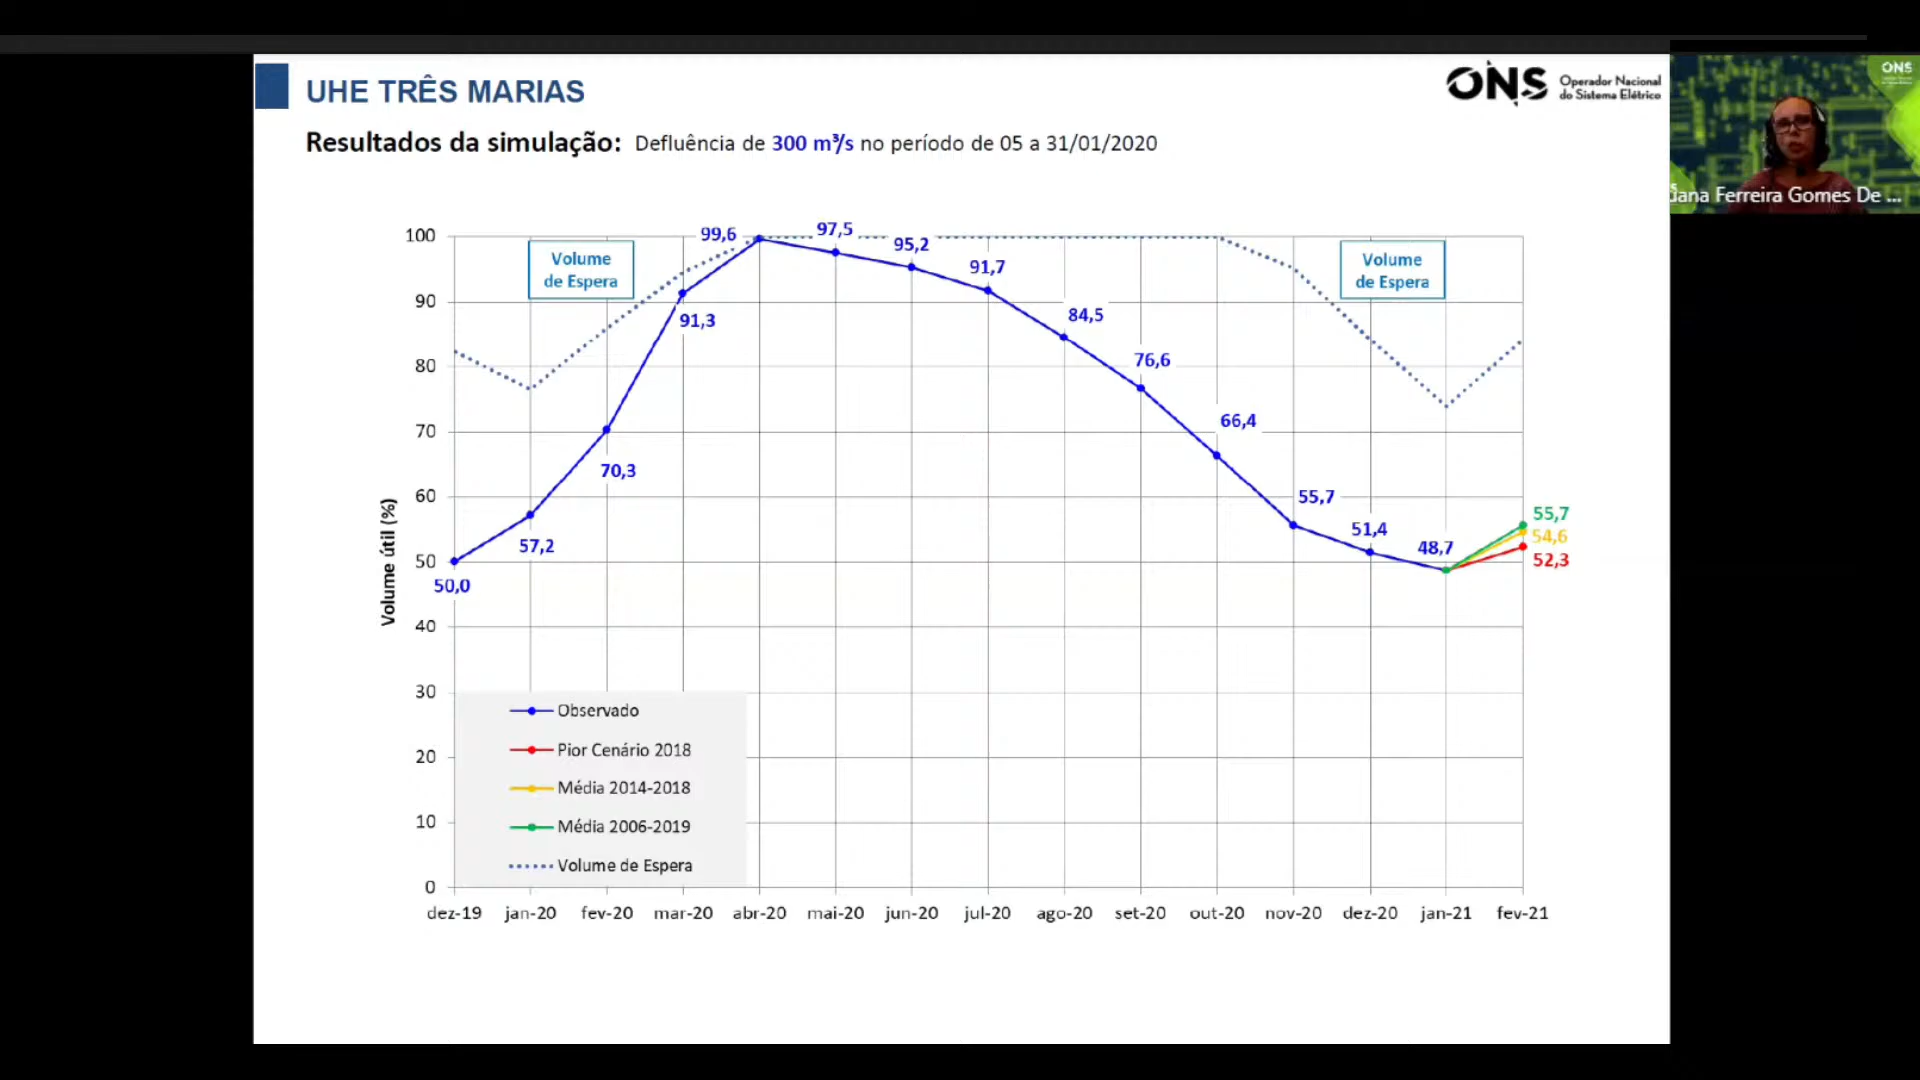 UHE TRÊS MARIAS
ONS
Operador Nacional
do Sistema Elétrico
ONS
Resultados da simulação: Defluência de 300 m³/s no período de 05 a 31/01/2020
iana Ferreira Gomes De ...
Volume
de Espera
Volume
de Espera
Volume útil (%)
100
90
80
70
60
50
40
30
20
10
0
50,0
57,2
70,3
91,3
99,6
97,5
95,2
91,7
84,5
76,6
66,4
55,7
51,4
48,7
55,7
54,6
52,3
Observado
Pior Cenário 2018
Média 2014-2018
Média 2006-2019
Volume de Espera
dez-19 jan-20 fev-20 mar-20 abr-20 mai-20 jun-20 jul-20 ago-20 set-20 out-20 nov-20 dez-20 jan-21 fev-21